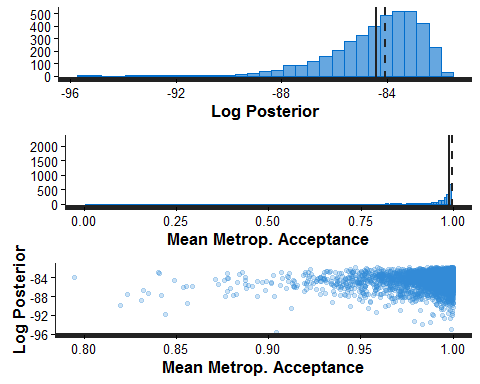 500
400
300
200
100
0
-96 -92 -88 -84
Log Posterior
2000
1500
1000
500
0
0.00 0.25 0.50 0.75 1.00
Mean Metrop. Acceptance
Log Posterior
-84
-88
-92
-96
0.80 0.85 0.90 0.95 1.00
Mean Metrop. Acceptance